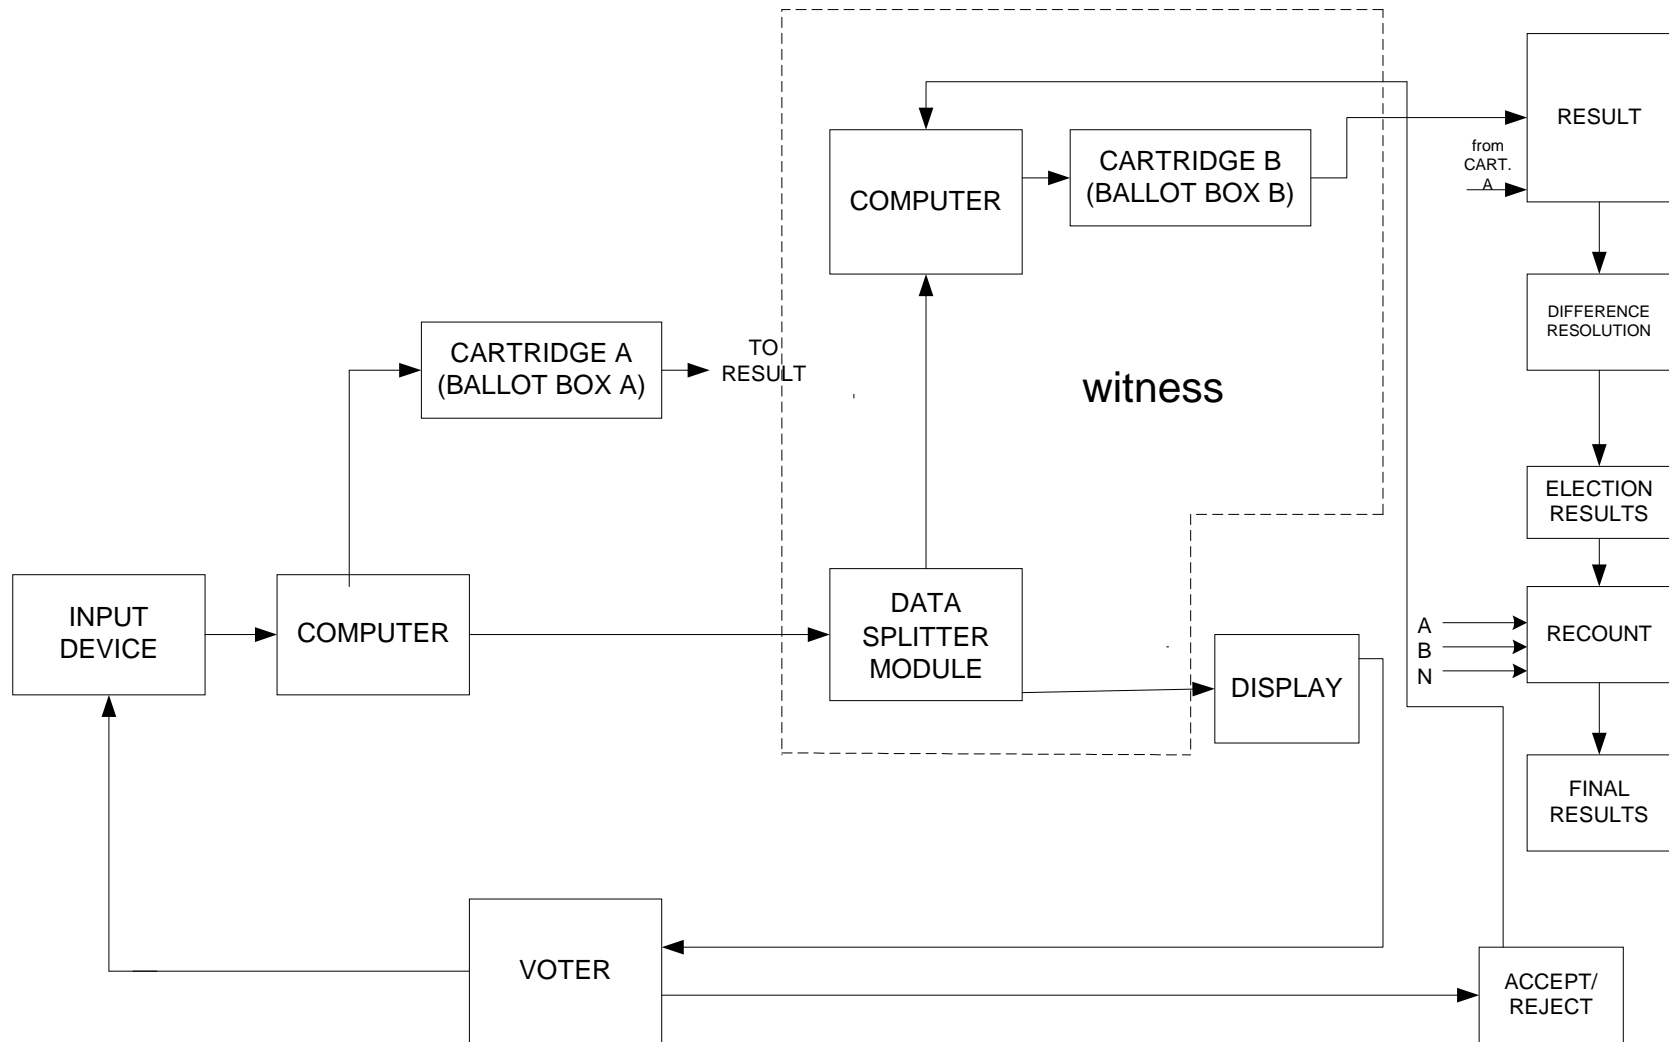 RESULT
from
CART.
A
CARTRIDGE B
(BALLOT BOX B)
COMPUTER
DIFFERENCE
RESOLUTION
CARTRIDGE A
(BALLOT BOX A)
TO
RESULT
witness
ELECTION
RESULTS
INPUT
DEVICE
COMPUTER
DATA
SPLITTER
MODULE
DISPLAY
A
B
N
RECOUNT
FINAL
RESULTS
VOTER
ACCEPT/
REJECT